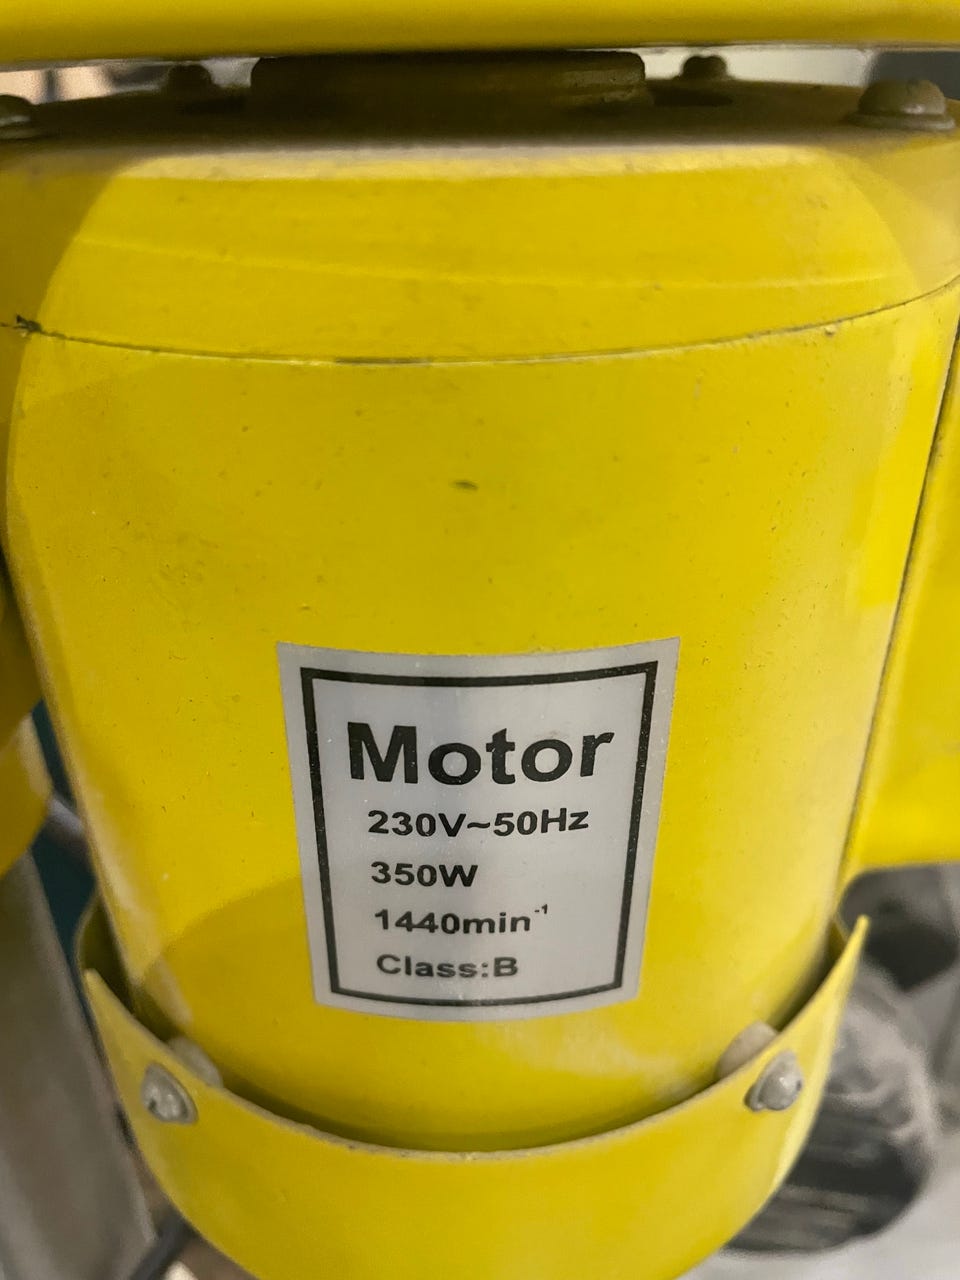 Motor
230V~50Hz
350W
1440min⁻¹
Class:B